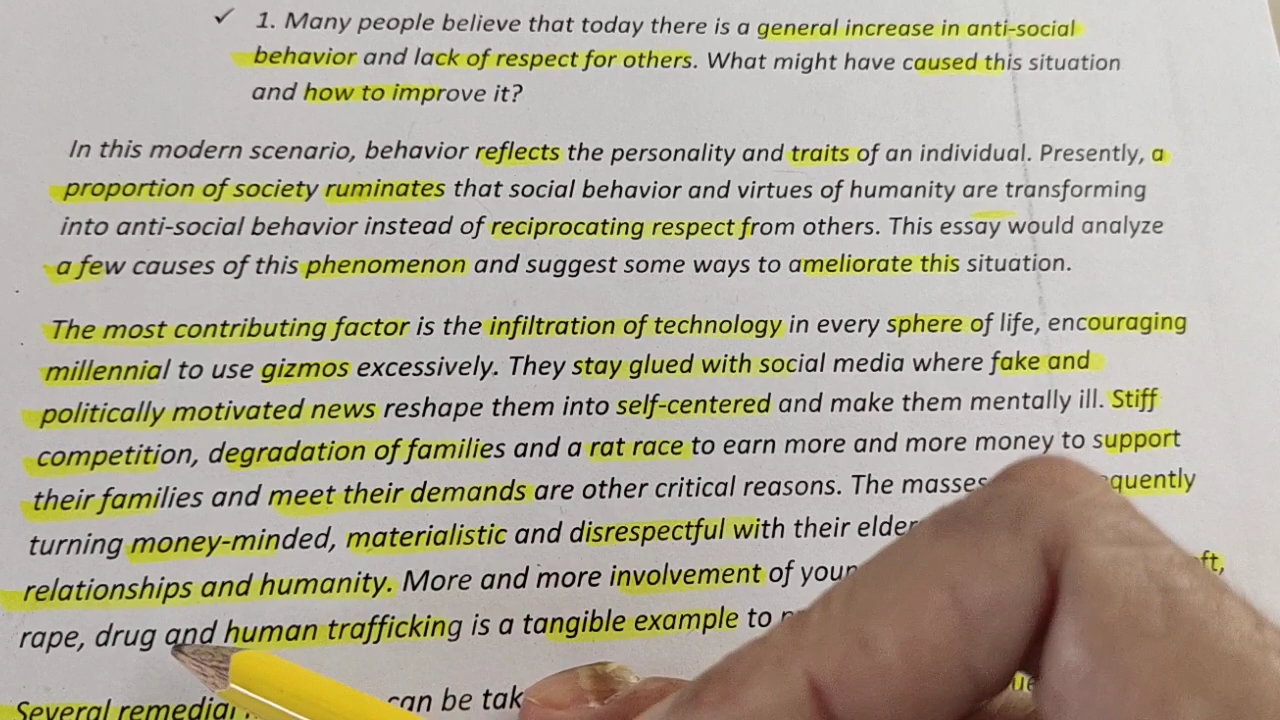 ✓ 1. Many people believe that today there is a general increase in anti-social
behavior and lack of respect for others. What might have caused this situation
and how to improve it?
In this modern scenario, behavior reflects the personality and traits of an individual. Presently, a
proportion of society ruminates that social behavior and virtues of humanity are transforming
into anti-social behavior instead of reciprocating respect from others. This essay would analyze
a few causes of this phenomenon and suggest some ways to ameliorate this situation.
The most contributing factor is the infiltration of technology in every sphere of life, encouraging
millennial to use gizmos excessively. They stay glued with social media where fake and
politically motivated news reshape them into self-centered and make them mentally ill. Stiff
competition, degradation of families and a rat race to earn more and more money to support
their families and meet their demands are other critical reasons. The masses
turning money-minded, materialistic and disrespectful with their
relationships and humanity. More and more involvement of
rape, drug and human trafficking is a tangible example to
Several remedial can be